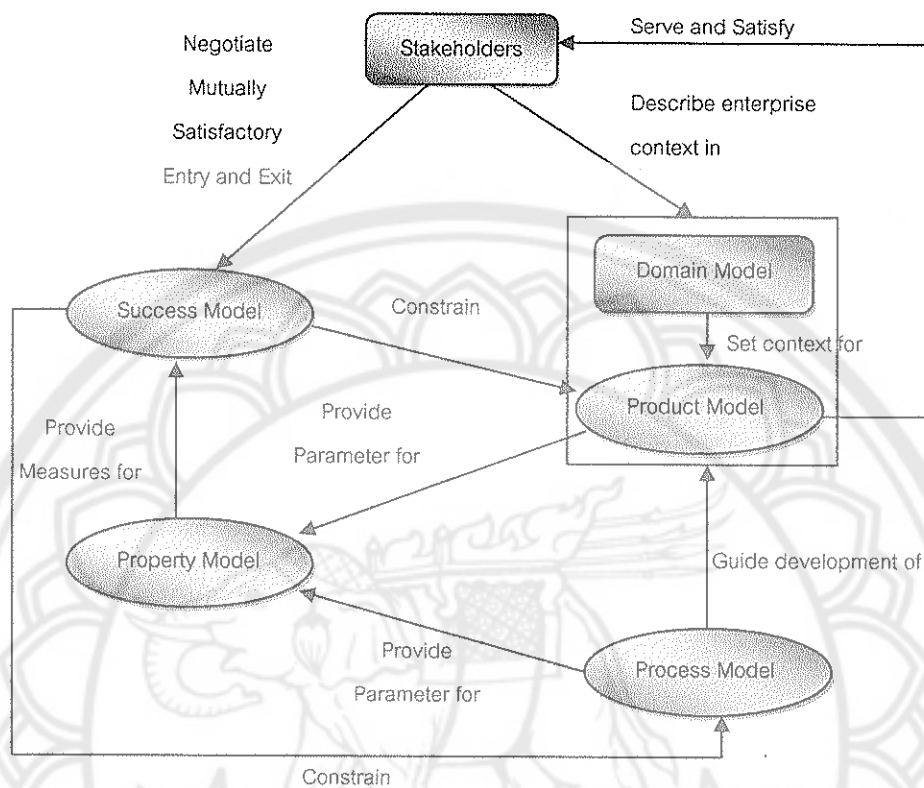 Negotiate
Mutually
Satisfactory
Entry and Exit
Stakeholders
Serve and Satisfy
Describe enterprise
context in
Domain Model
Set context for
Product Model
Success Model
Constrain
Provide
Measures for
Provide
Parameter for
Property Model
Guide development of
Provide
Parameter for
Process Model
Constrain